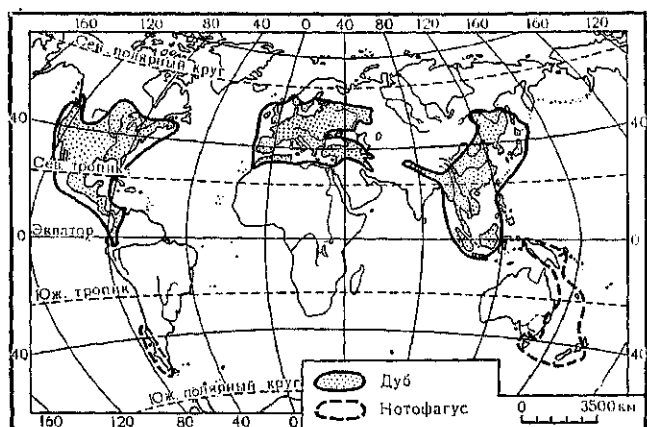 160 120 80 40 0 40 80 120 160 160 120
Сев. полярный круг
40 40
Сев. тропик
Экватор
0 0
Юж. тропик
40 40
Юж. полярный круг
Дуб
Нотофагус
0 3500 км
160 120 80 40 0